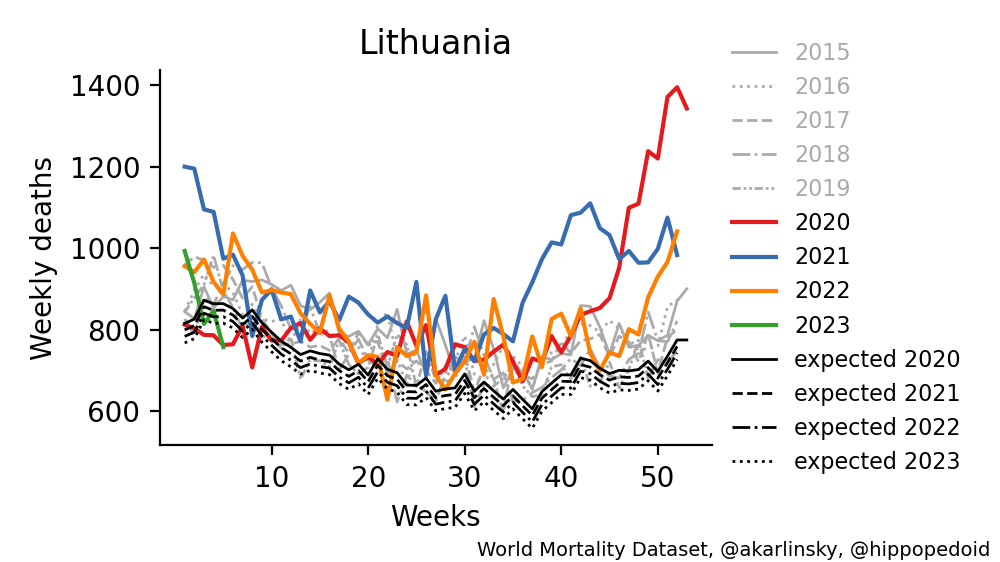 Lithuania
1400
1200
1000
800
600
Weekly deaths
10 20 30 40 50
Weeks
2015
2016
2017
2018
2019
2020
2021
2022
2023
expected 2020
expected 2021
expected 2022
expected 2023
World Mortality Dataset, @akarlinsky, @hippopedoid